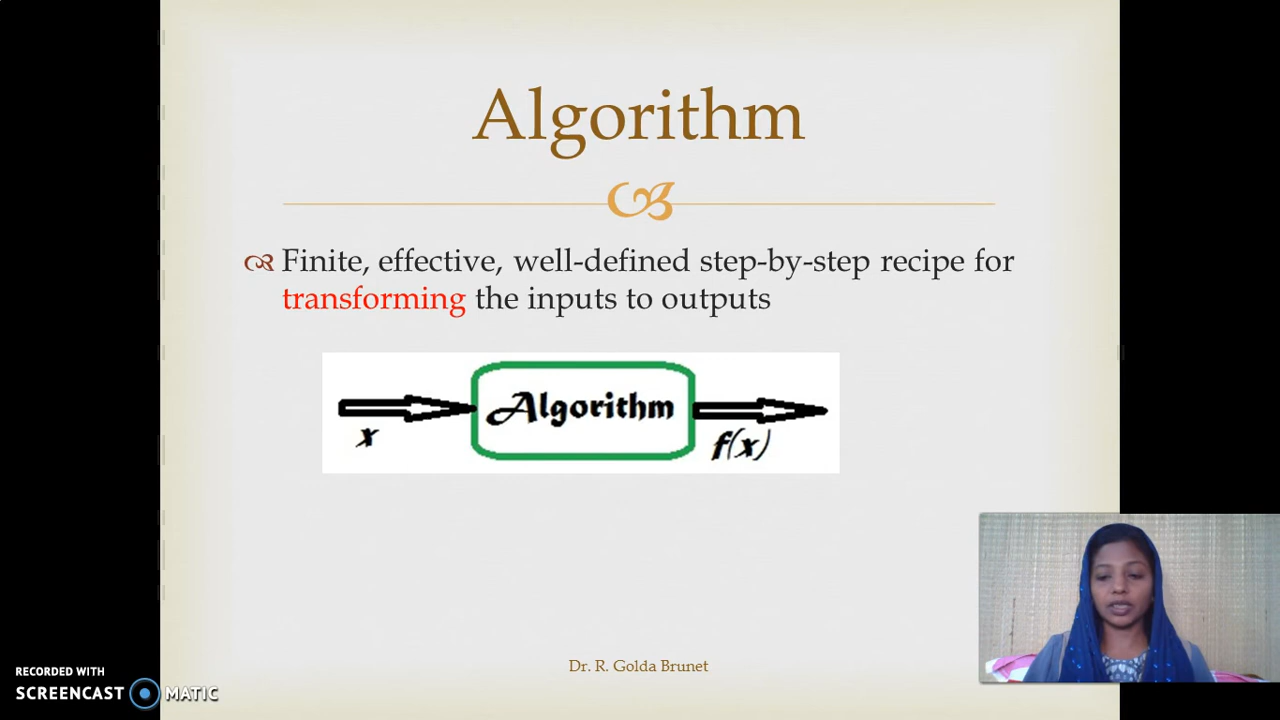 Algorithm
Finite, effective, well-defined step-by-step recipe for
transforming the inputs to outputs
Algorithm
x
f(x)
Dr. R. Golda Brunet
RECORDED WITH
SCREENCAST MATIC